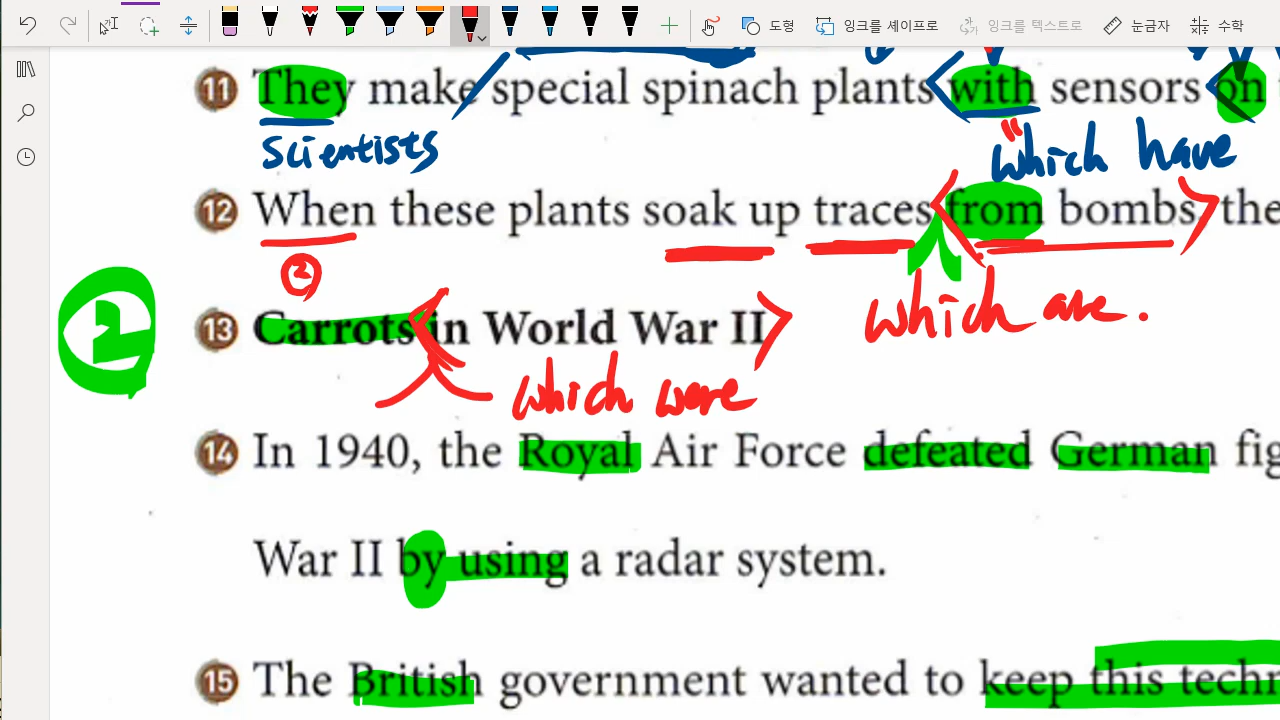 도형 잉크를 셰이프로 잉크를 텍스트로 눈금자 수학
11 They make special spinach plants with sensors on
scientists which have
12 When these plants soak up traces from bombs, the
2 which are.
2
13 Carrots in World War II
which were
14 In 1940, the Royal Air Force defeated German fig
War II by using a radar system.
15 The British government wanted to keep this techn